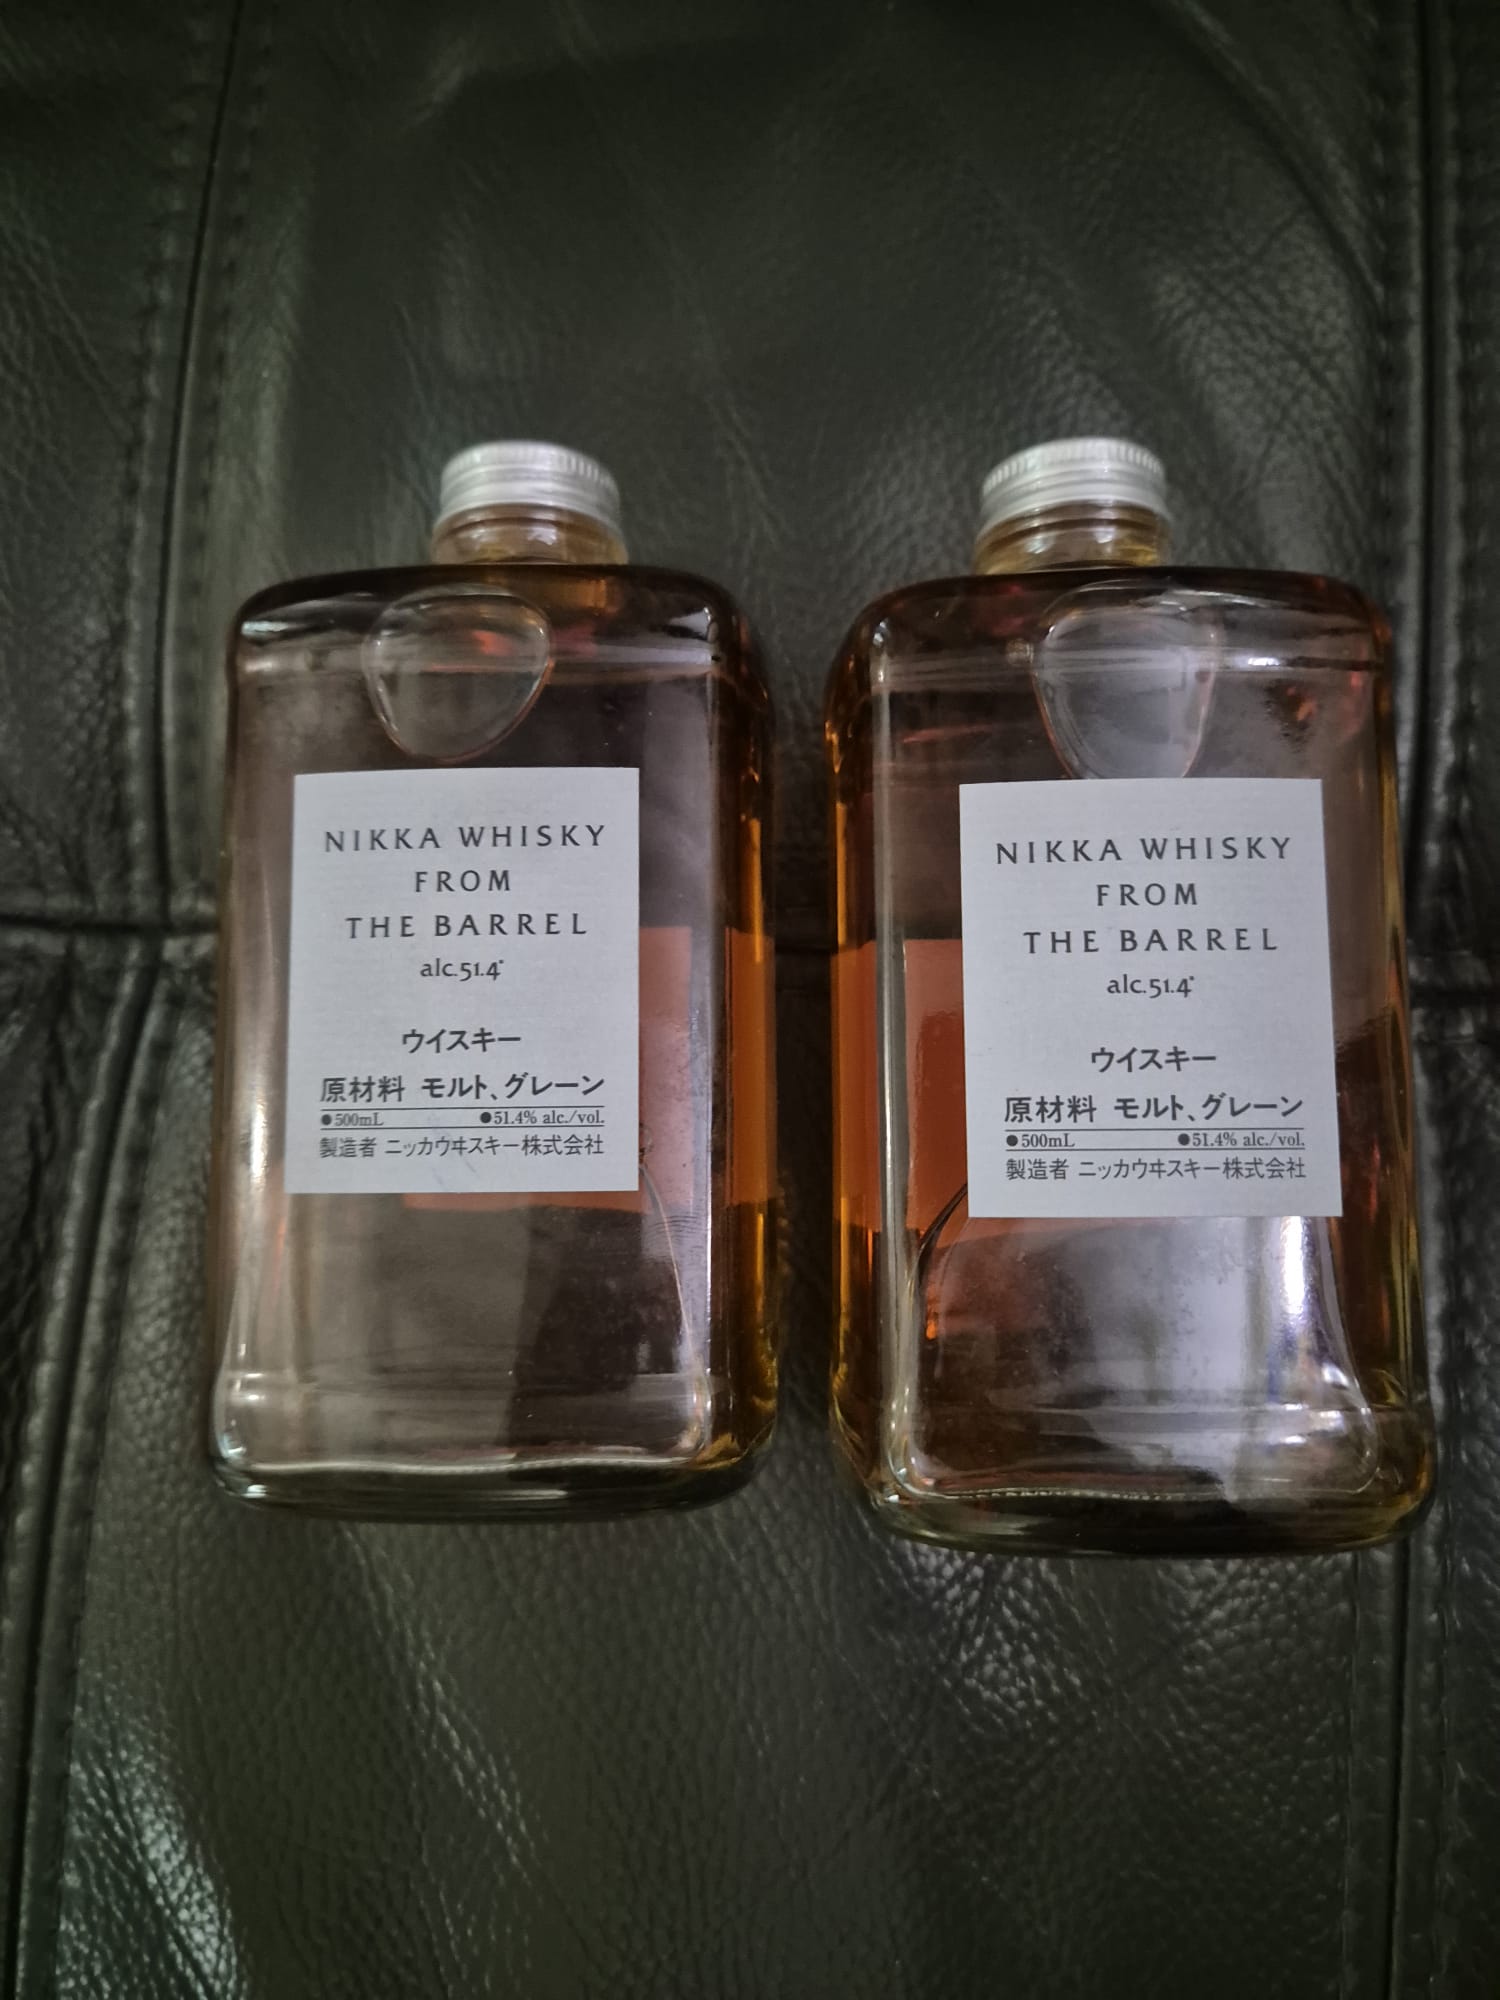 NIKKA WHISKY
FROM
THE BARREL
alc.51.4°
ウイスキー
原材料 モルト、グレーン
●500mL ●51.4% alc./vol.
製造者 ニッカウヰスキー株式会社
NIKKA WHISKY
FROM
THE BARREL
alc.51.4°
ウイスキー
原材料 モルト、グレーン
●500mL ●51.4% alc./vol.
製造者 ニッカウヰスキー株式会社